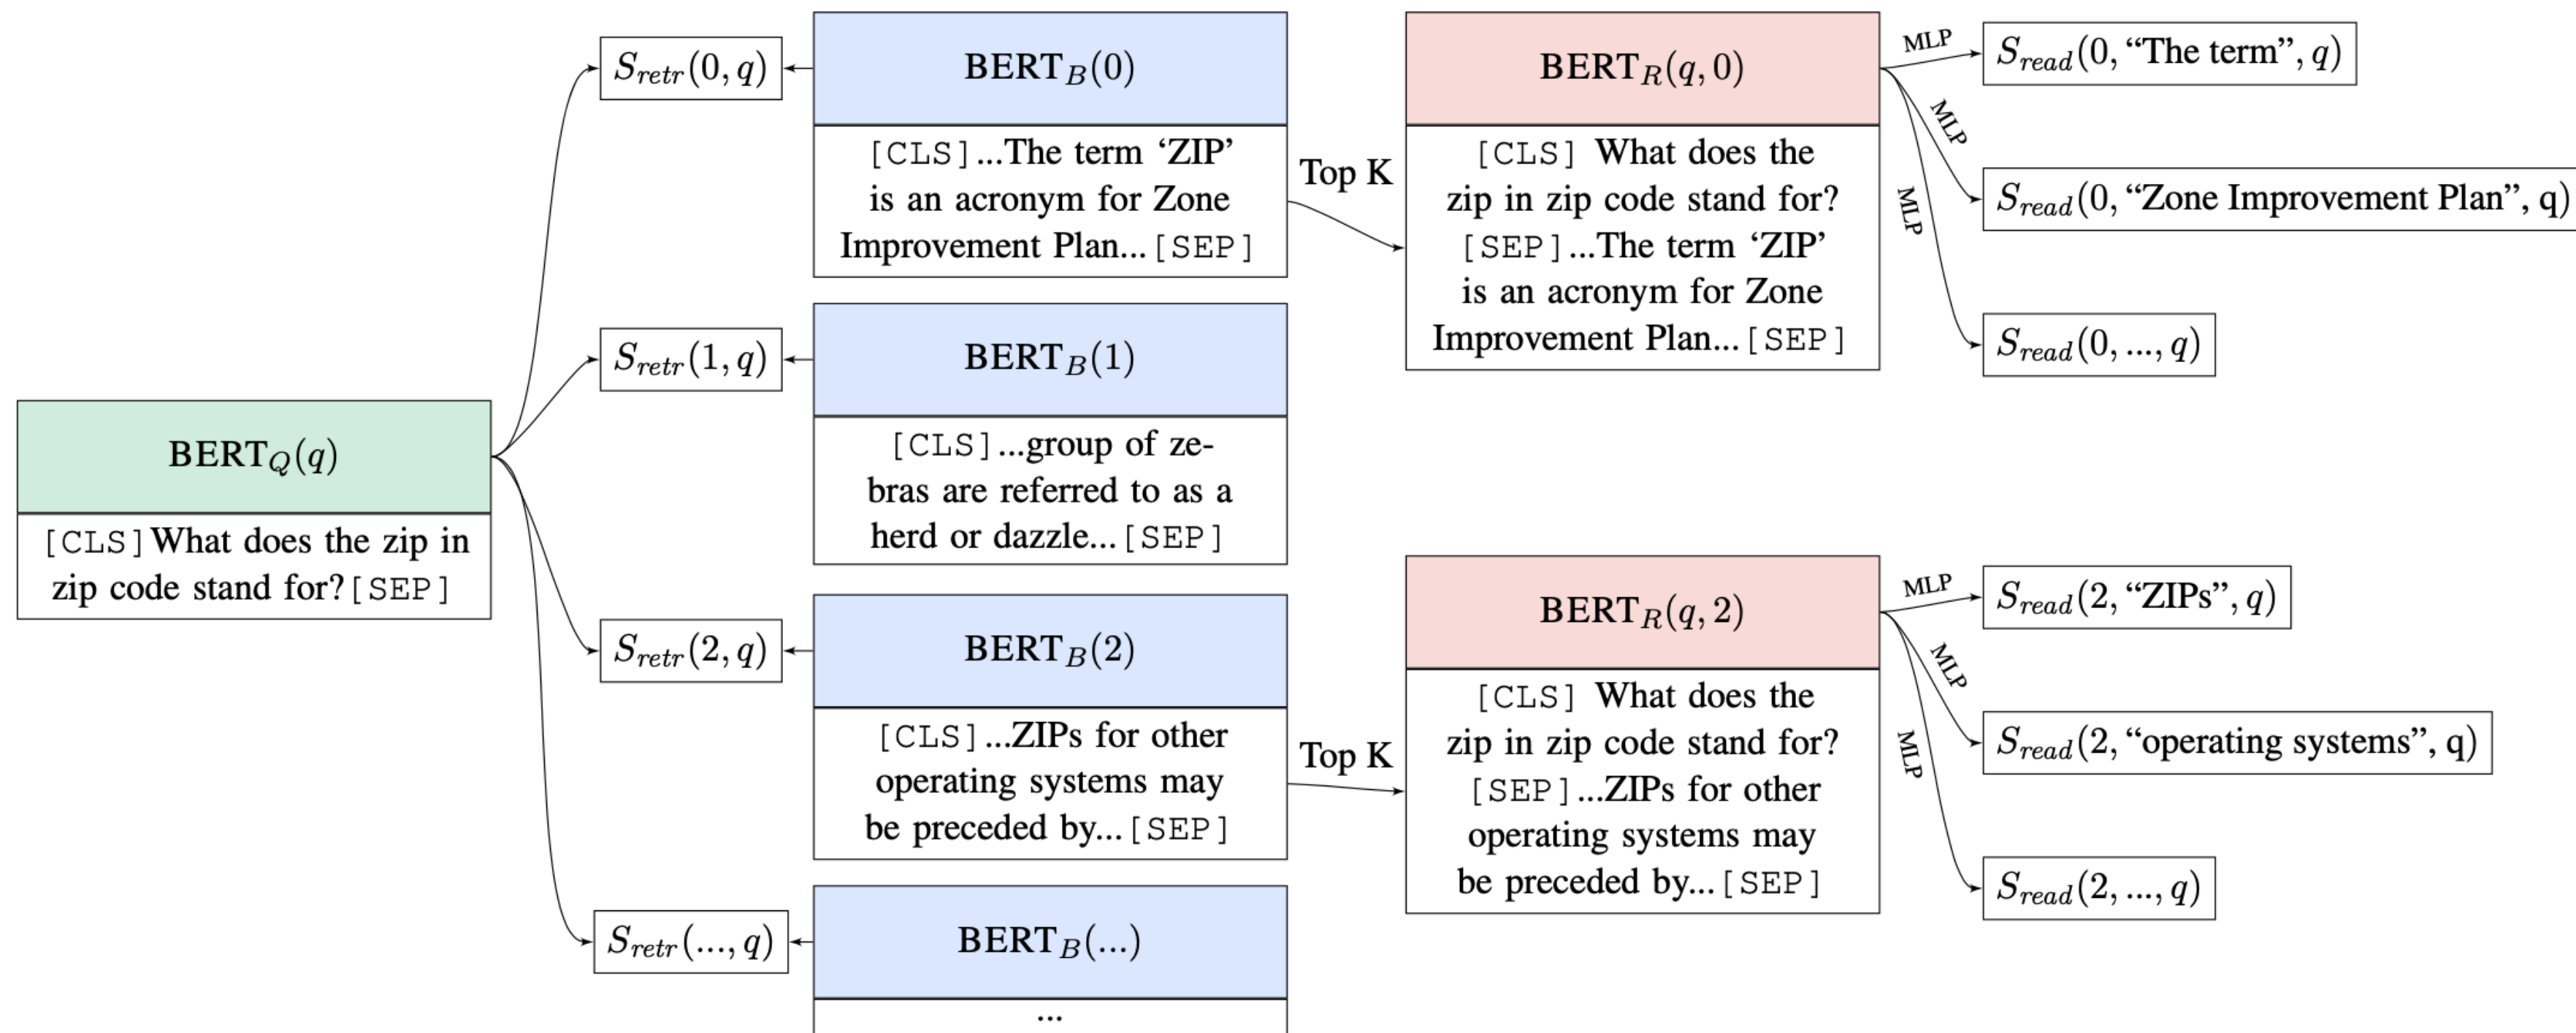 BERT_Q(q)
[CLS]What does the zip in
zip code stand for?[SEP]
S_retr(0, q)
S_retr(1, q)
S_retr(2, q)
S_retr(..., q)
BERT_B(0)
[CLS]...The term ‘ZIP’
is an acronym for Zone
Improvement Plan...[SEP]
BERT_B(1)
[CLS]...group of ze-
bras are referred to as a
herd or dazzle...[SEP]
BERT_B(2)
[CLS]...ZIPs for other
operating systems may
be preceded by...[SEP]
BERT_B(...)
...
Top K
Top K
BERT_R(q, 0)
[CLS] What does the
zip in zip code stand for?
[SEP]...The term ‘ZIP’
is an acronym for Zone
Improvement Plan...[SEP]
MLP
MLP
MLP
S_read(0, “The term”, q)
S_read(0, “Zone Improvement Plan”, q)
S_read(0, ..., q)
BERT_R(q, 2)
[CLS] What does the
zip in zip code stand for?
[SEP]...ZIPs for other
operating systems may
be preceded by...[SEP]
MLP
MLP
MLP
S_read(2, “ZIPs”, q)
S_read(2, “operating systems”, q)
S_read(2, ..., q)